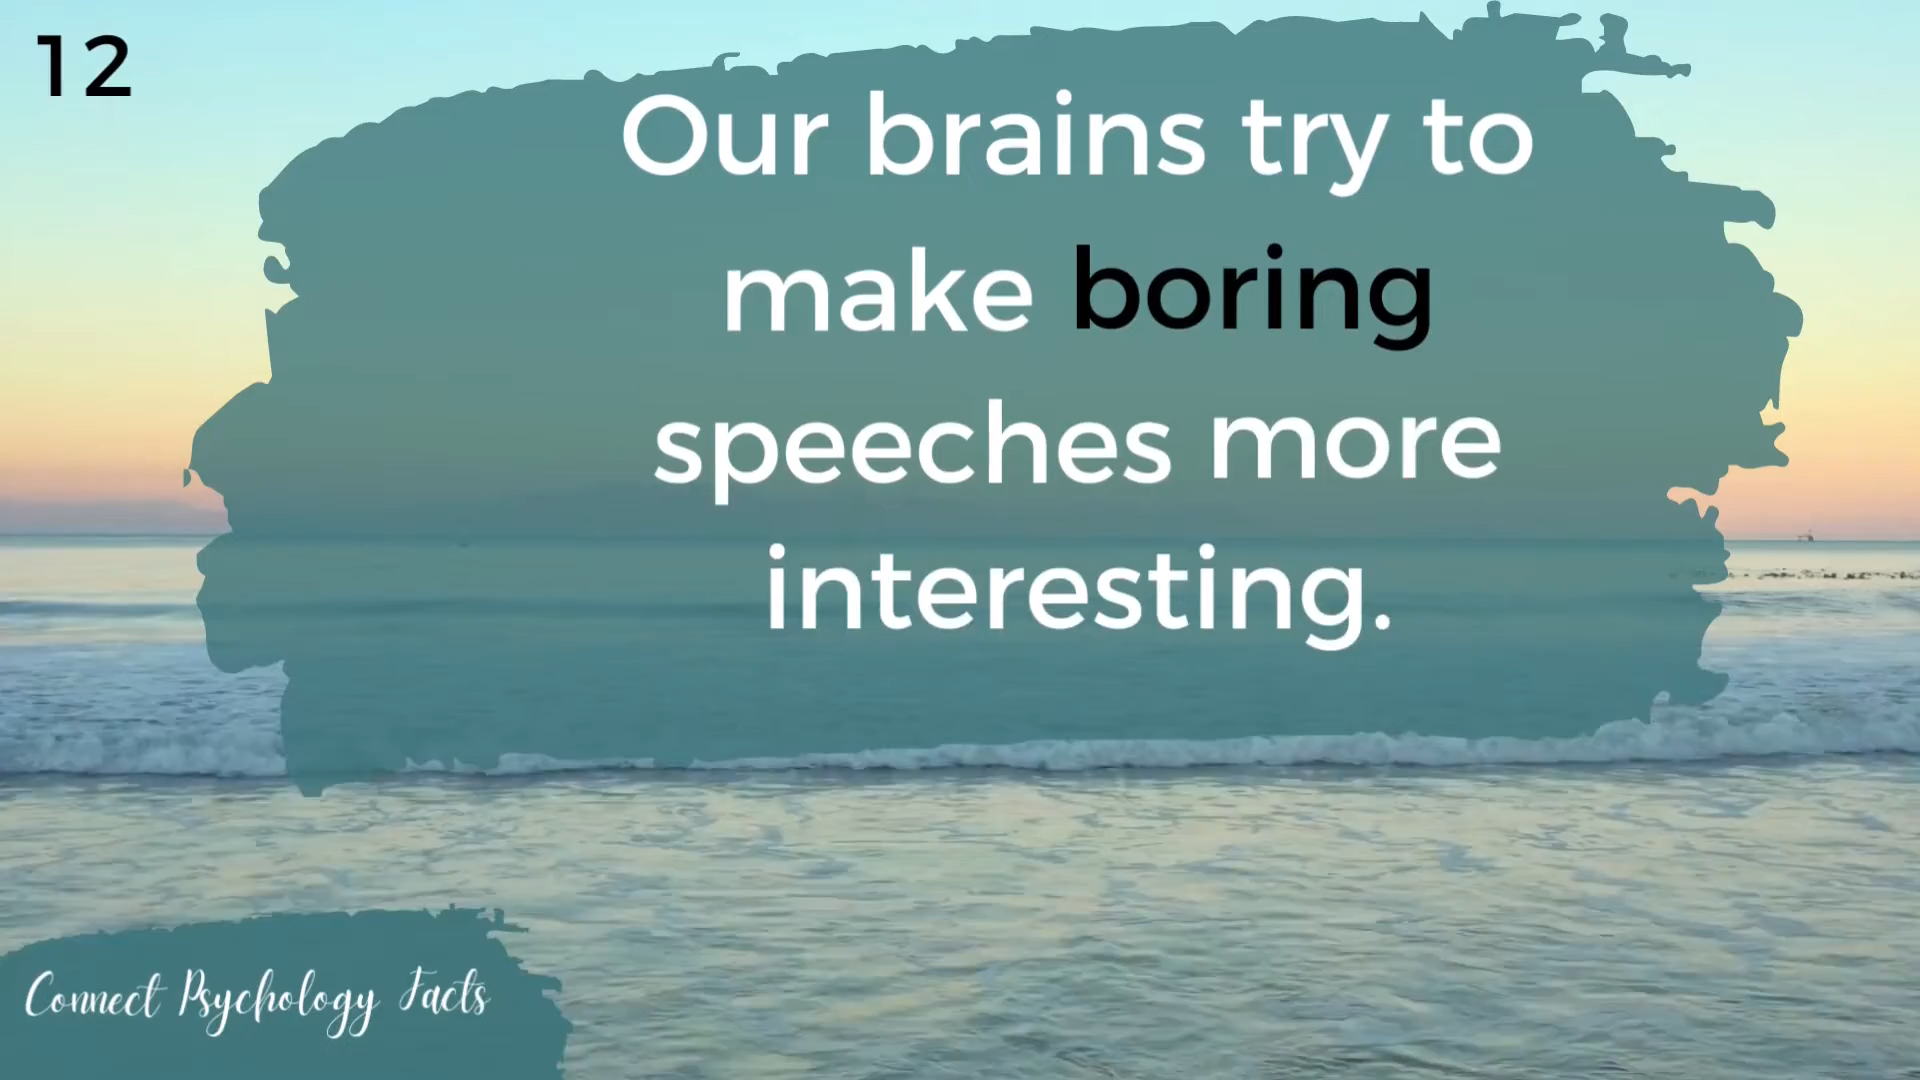 12
Our brains try to
make boring
speeches more
interesting.
Connect Psychology Facts